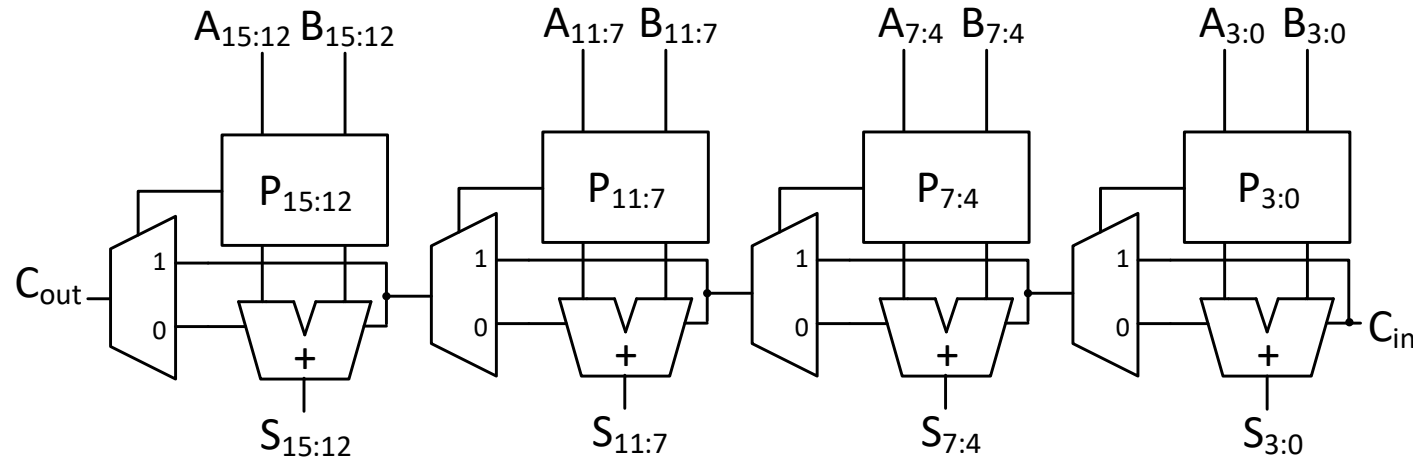 A15:12 B15:12 A11:7 B11:7 A7:4 B7:4 A3:0 B3:0
P15:12 P11:7 P7:4 P3:0
1 1 1 1
Cout 0 0 0 0 Cin
+ + + +
S15:12 S11:7 S7:4 S3:0